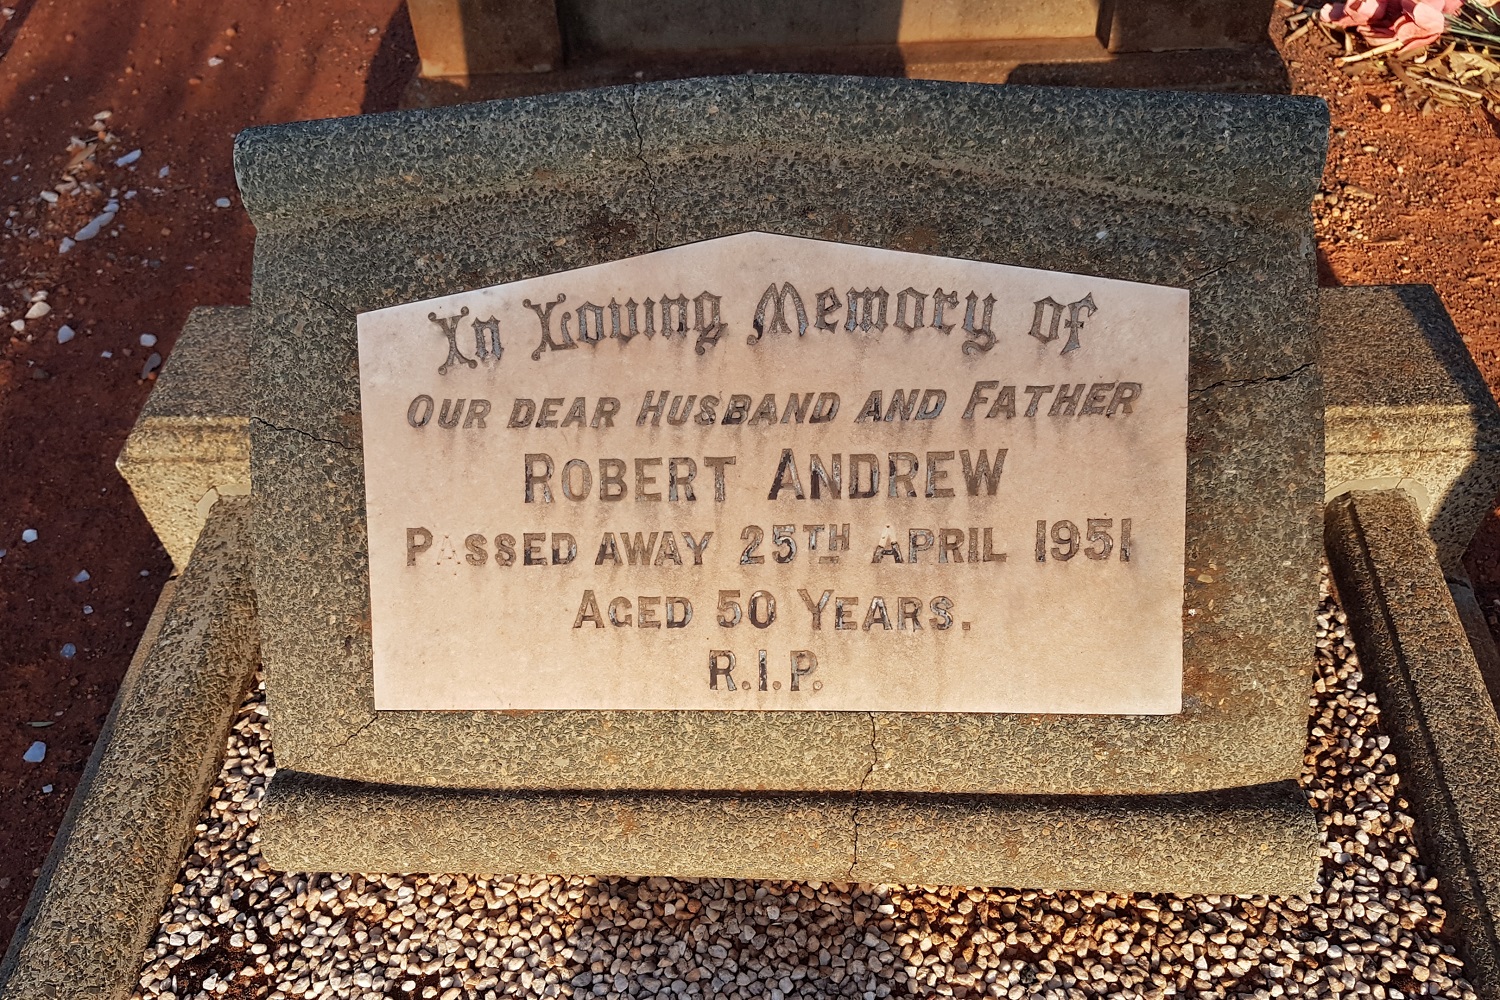 In Loving Memory of
OUR DEAR HUSBAND AND FATHER
ROBERT ANDREW
PASSED AWAY 25TH APRIL 1951
AGED 50 YEARS.
R.I.P.